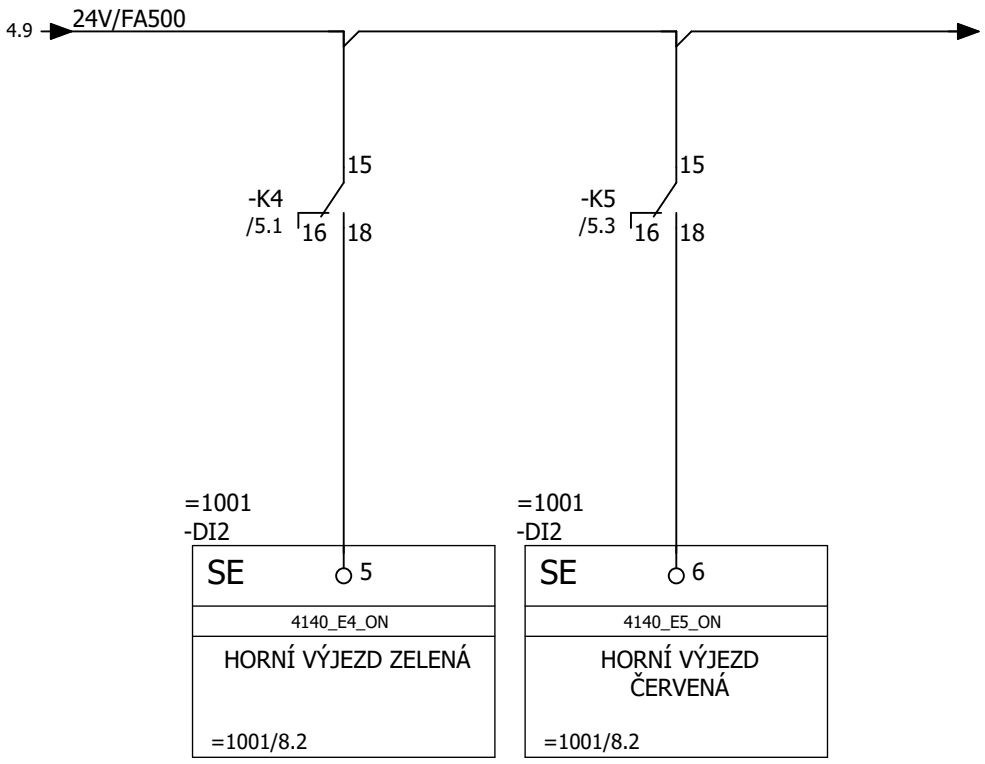 24V/FA500
4.9
15
-K4
/5.1
16
18
15
-K5
/5.3
16
18
=1001
-DI2
SE
5
4140_E4_ON
HORNÍ VÝJEZD ZELENÁ
=1001/8.2
=1001
-DI2
SE
6
4140_E5_ON
HORNÍ VÝJEZD
ČERVENÁ
=1001/8.2